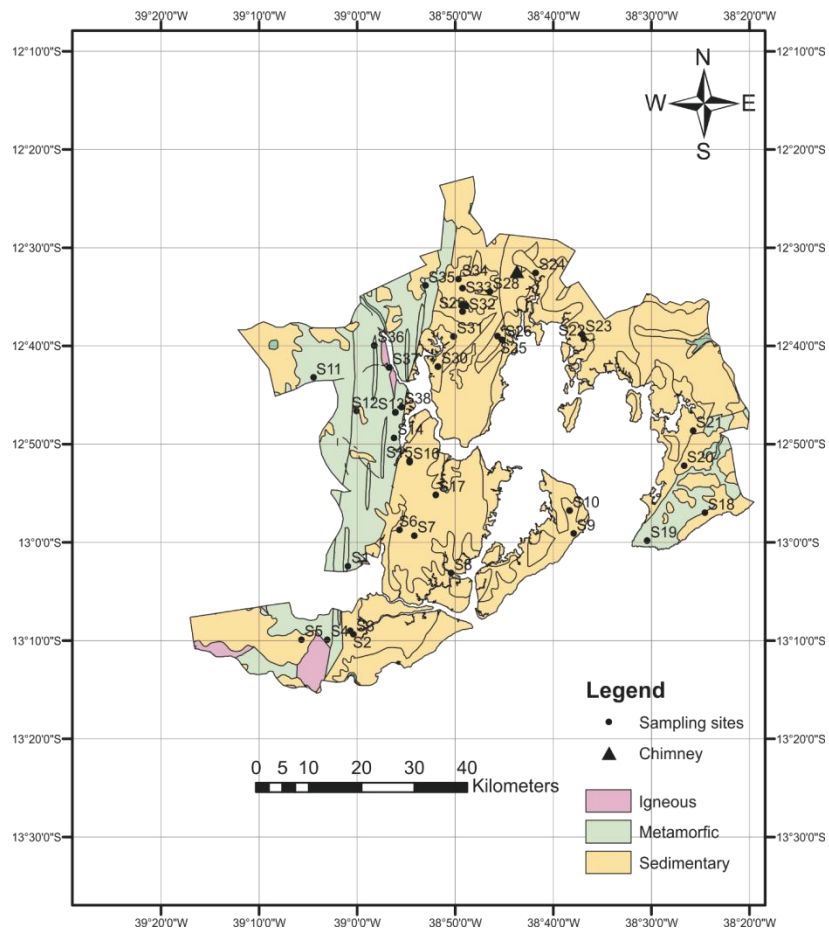 39°20'0"W 39°10'0"W 39°0'0"W 38°50'0"W 38°40'0"W 38°30'0"W 38°20'0"W
12°10'0"S 12°10'0"S
N
W E
S
12°20'0"S 12°20'0"S
12°30'0"S 12°30'0"S
S24
S34
S35
S33 S28
S29 S32
S31 S26 S22 S23
S36 S25
12°40'0"S 12°40'0"S
S37 S30
S11
S12 S13 S38
S14 S21
12°50'0"S 12°50'0"S
S15 S16 S20
S17
S10 S18
S6 S7 S9 S19
13°0'0"S 13°0'0"S
S1 S8
S5 S4 S3
13°10'0"S 13°10'0"S
S2
Legend
Sampling sites
13°20'0"S 13°20'0"S
Chimney
0 5 10 20 30 40
Kilometers
Igneous
Metamorfic
13°30'0"S 13°30'0"S
Sedimentary
39°20'0"W 39°10'0"W 39°0'0"W 38°50'0"W 38°40'0"W 38°30'0"W 38°20'0"W